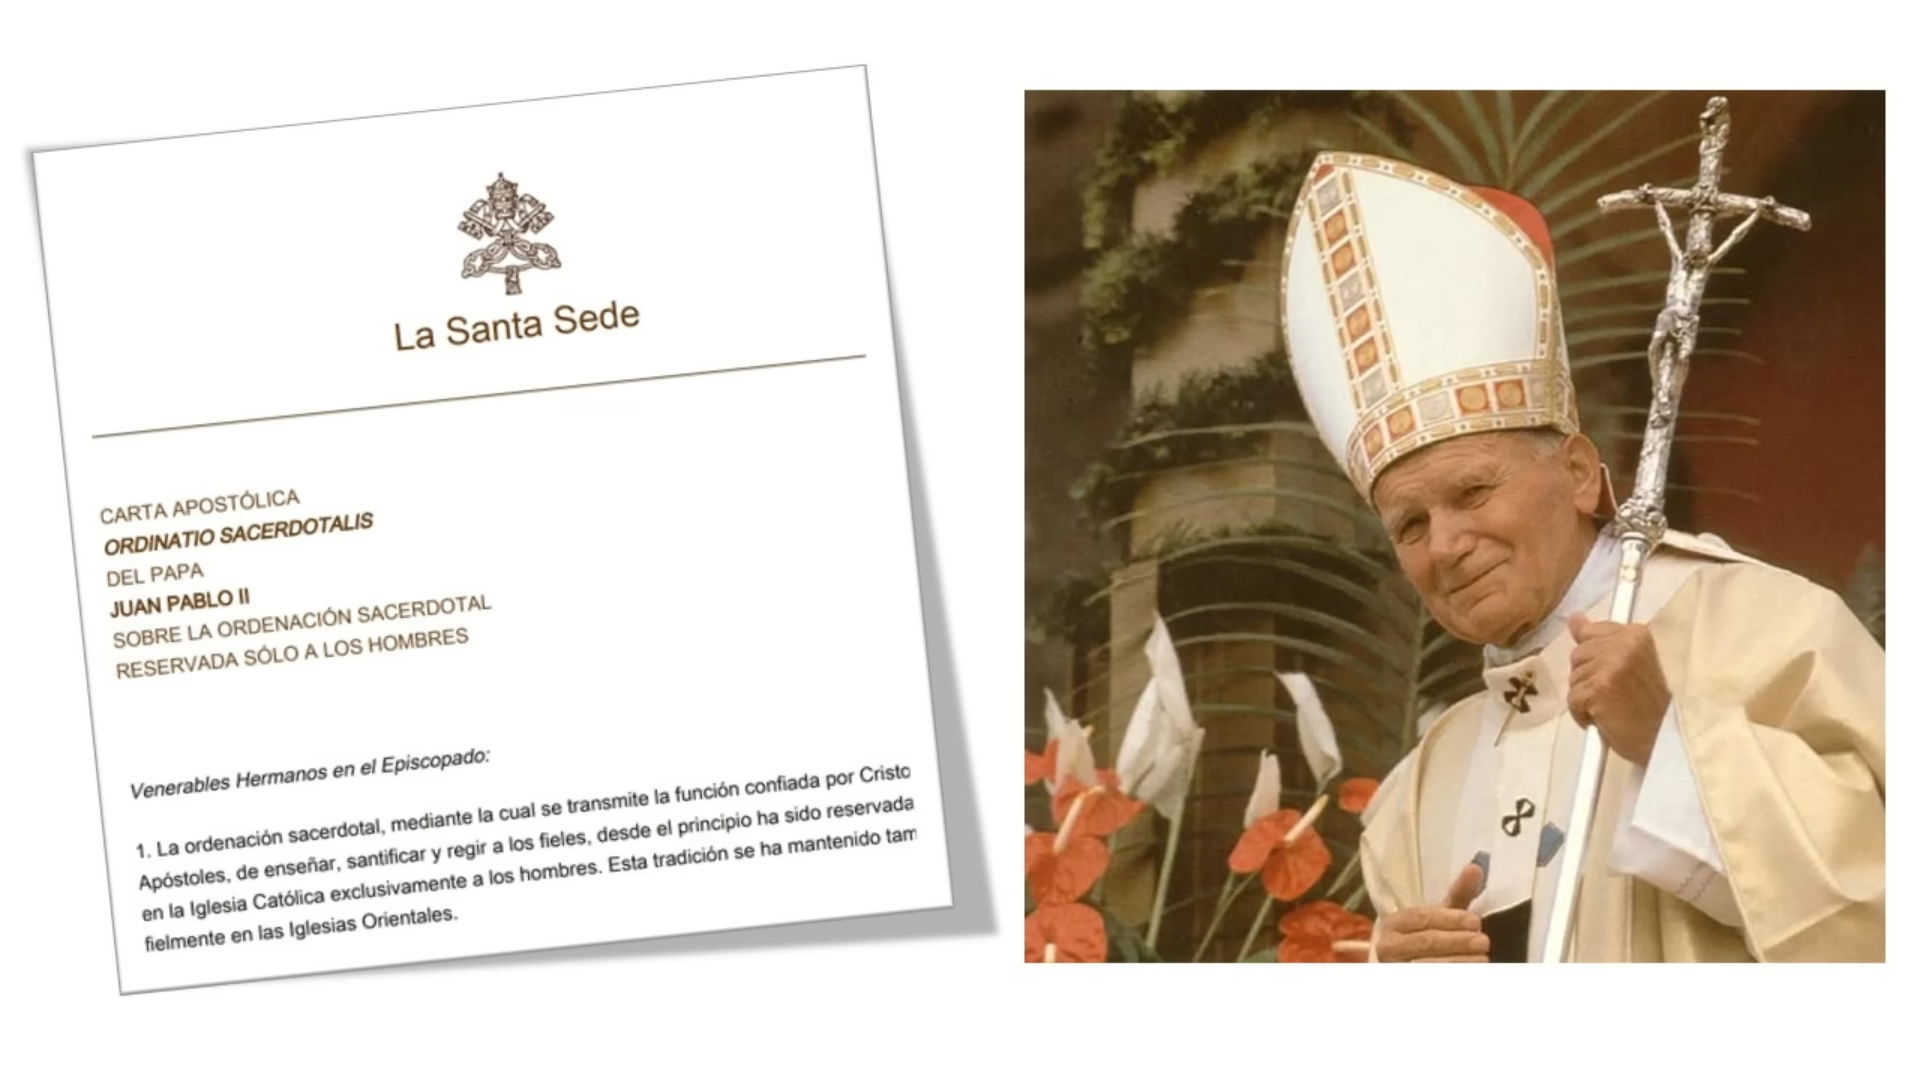 La Santa Sede
CARTA APOSTÓLICA
ORDINATIO SACERDOTALIS
DEL PAPA
JUAN PABLO II
SOBRE LA ORDENACIÓN SACERDOTAL
RESERVADA SÓLO A LOS HOMBRES
Venerables Hermanos en el Episcopado:
1. La ordenación sacerdotal, mediante la cual se transmite la función confiada por Cristo
Apóstoles, de enseñar, santificar y regir a los fieles, desde el principio ha sido reservada
en la Iglesia Católica exclusivamente a los hombres. Esta tradición se ha mantenido tam
fielmente en las Iglesias Orientales.